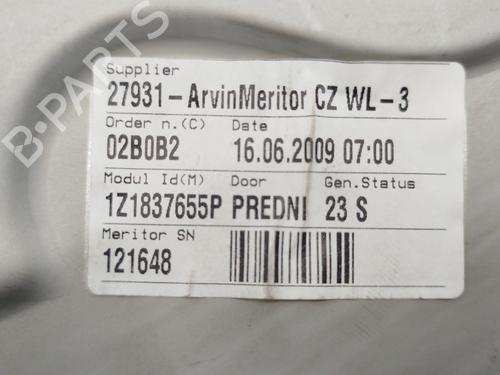 B-PARTS
Supplier
27931-ArvinMeritor CZ WL-3
Order n.(C) Date
02B0B2 16.06.2009 07:00
Modul Id(M) Door Gen.Status
1Z1837655P PREDNI 23 S
Meritor SN
121648